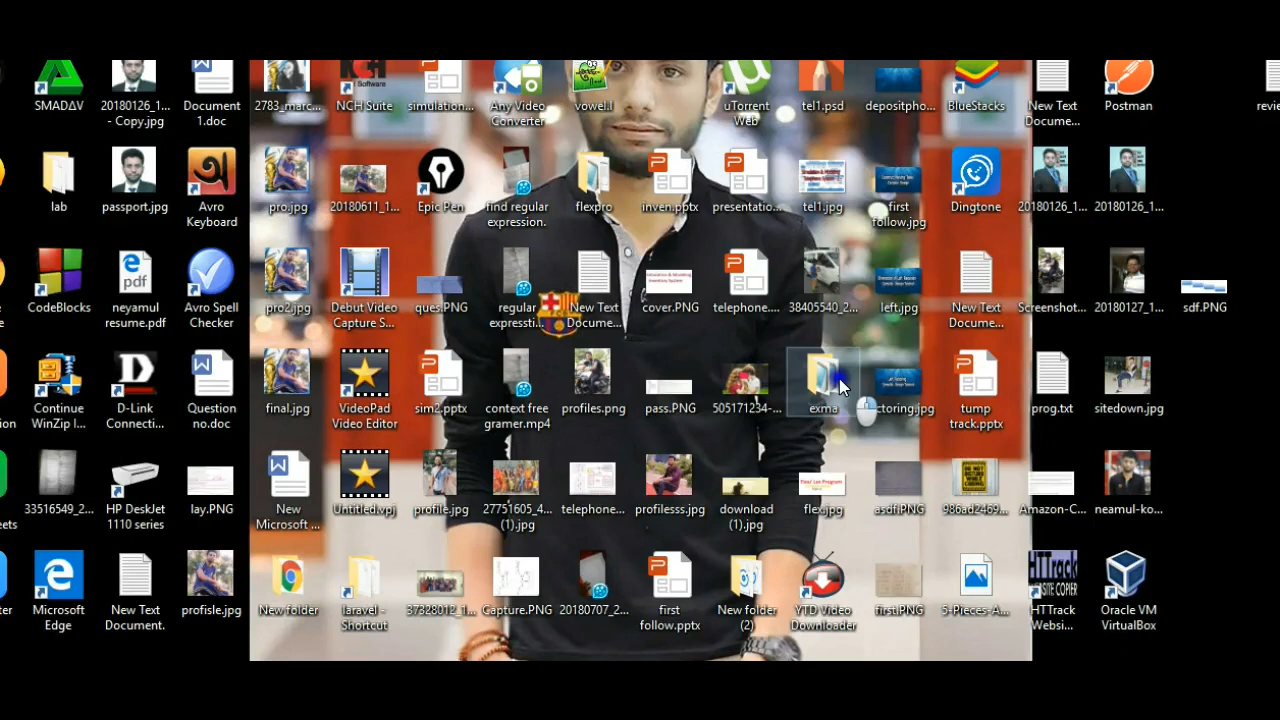 SMADΔV
20180126_1...
- Copy.jpg
Document
1.doc
2783_marc...
NCH Suite
simulation...
Any Video
Converter
vowel.l
uTorrent
Web
tel1.psd
depositpho...
BlueStacks
New Text
Docume...
Postman
lab
passport.jpg
Avro
Keyboard
pro.jpg
20180611_1...
Epic Pen
find regular
expression.
flexpro
inven.pptx
presentatio...
tel1.jpg
first
follow.jpg
Dingtone
20180126_1...
20180126_1...
CodeBlocks
neyamul
resume.pdf
Avro Spell
Checker
pro2.jpg
Debut Video
Capture S...
ques.PNG
regular
expressti...
New Text
Docume...
cover.PNG
telephone....
38405540_2...
left.jpg
New Text
Docume...
Screenshot...
20180127_1...
sdf.PNG
Continue
WinZip I...
D-Link
Connecti...
Question
no.doc
final.jpg
VideoPad
Video Editor
sim2.pptx
context free
gramer.mp4
profiles.png
pass.PNG
505171234-...
exma
ctoring.jpg
tump
track.pptx
prog.txt
sitedown.jpg
33516549_2...
HP DeskJet
1110 series
lay.PNG
New
Microsoft ...
Untitled.vpj
profile.jpg
27751605_4...
(1).jpg
telephone...
profilesss.jpg
download
(1).jpg
flex.jpg
asdf.PNG
986ad2469...
Amazon-C...
neamul-ko...
Microsoft
Edge
New Text
Document.
profisle.jpg
New folder
laravel -
Shortcut
37328012_1...
Capture.PNG
20180707_2...
first
follow.pptx
New folder
(2)
YTD Video
Downloader
first.PNG
5-Pieces-A...
HTTrack
Websi...
Oracle VM
VirtualBox